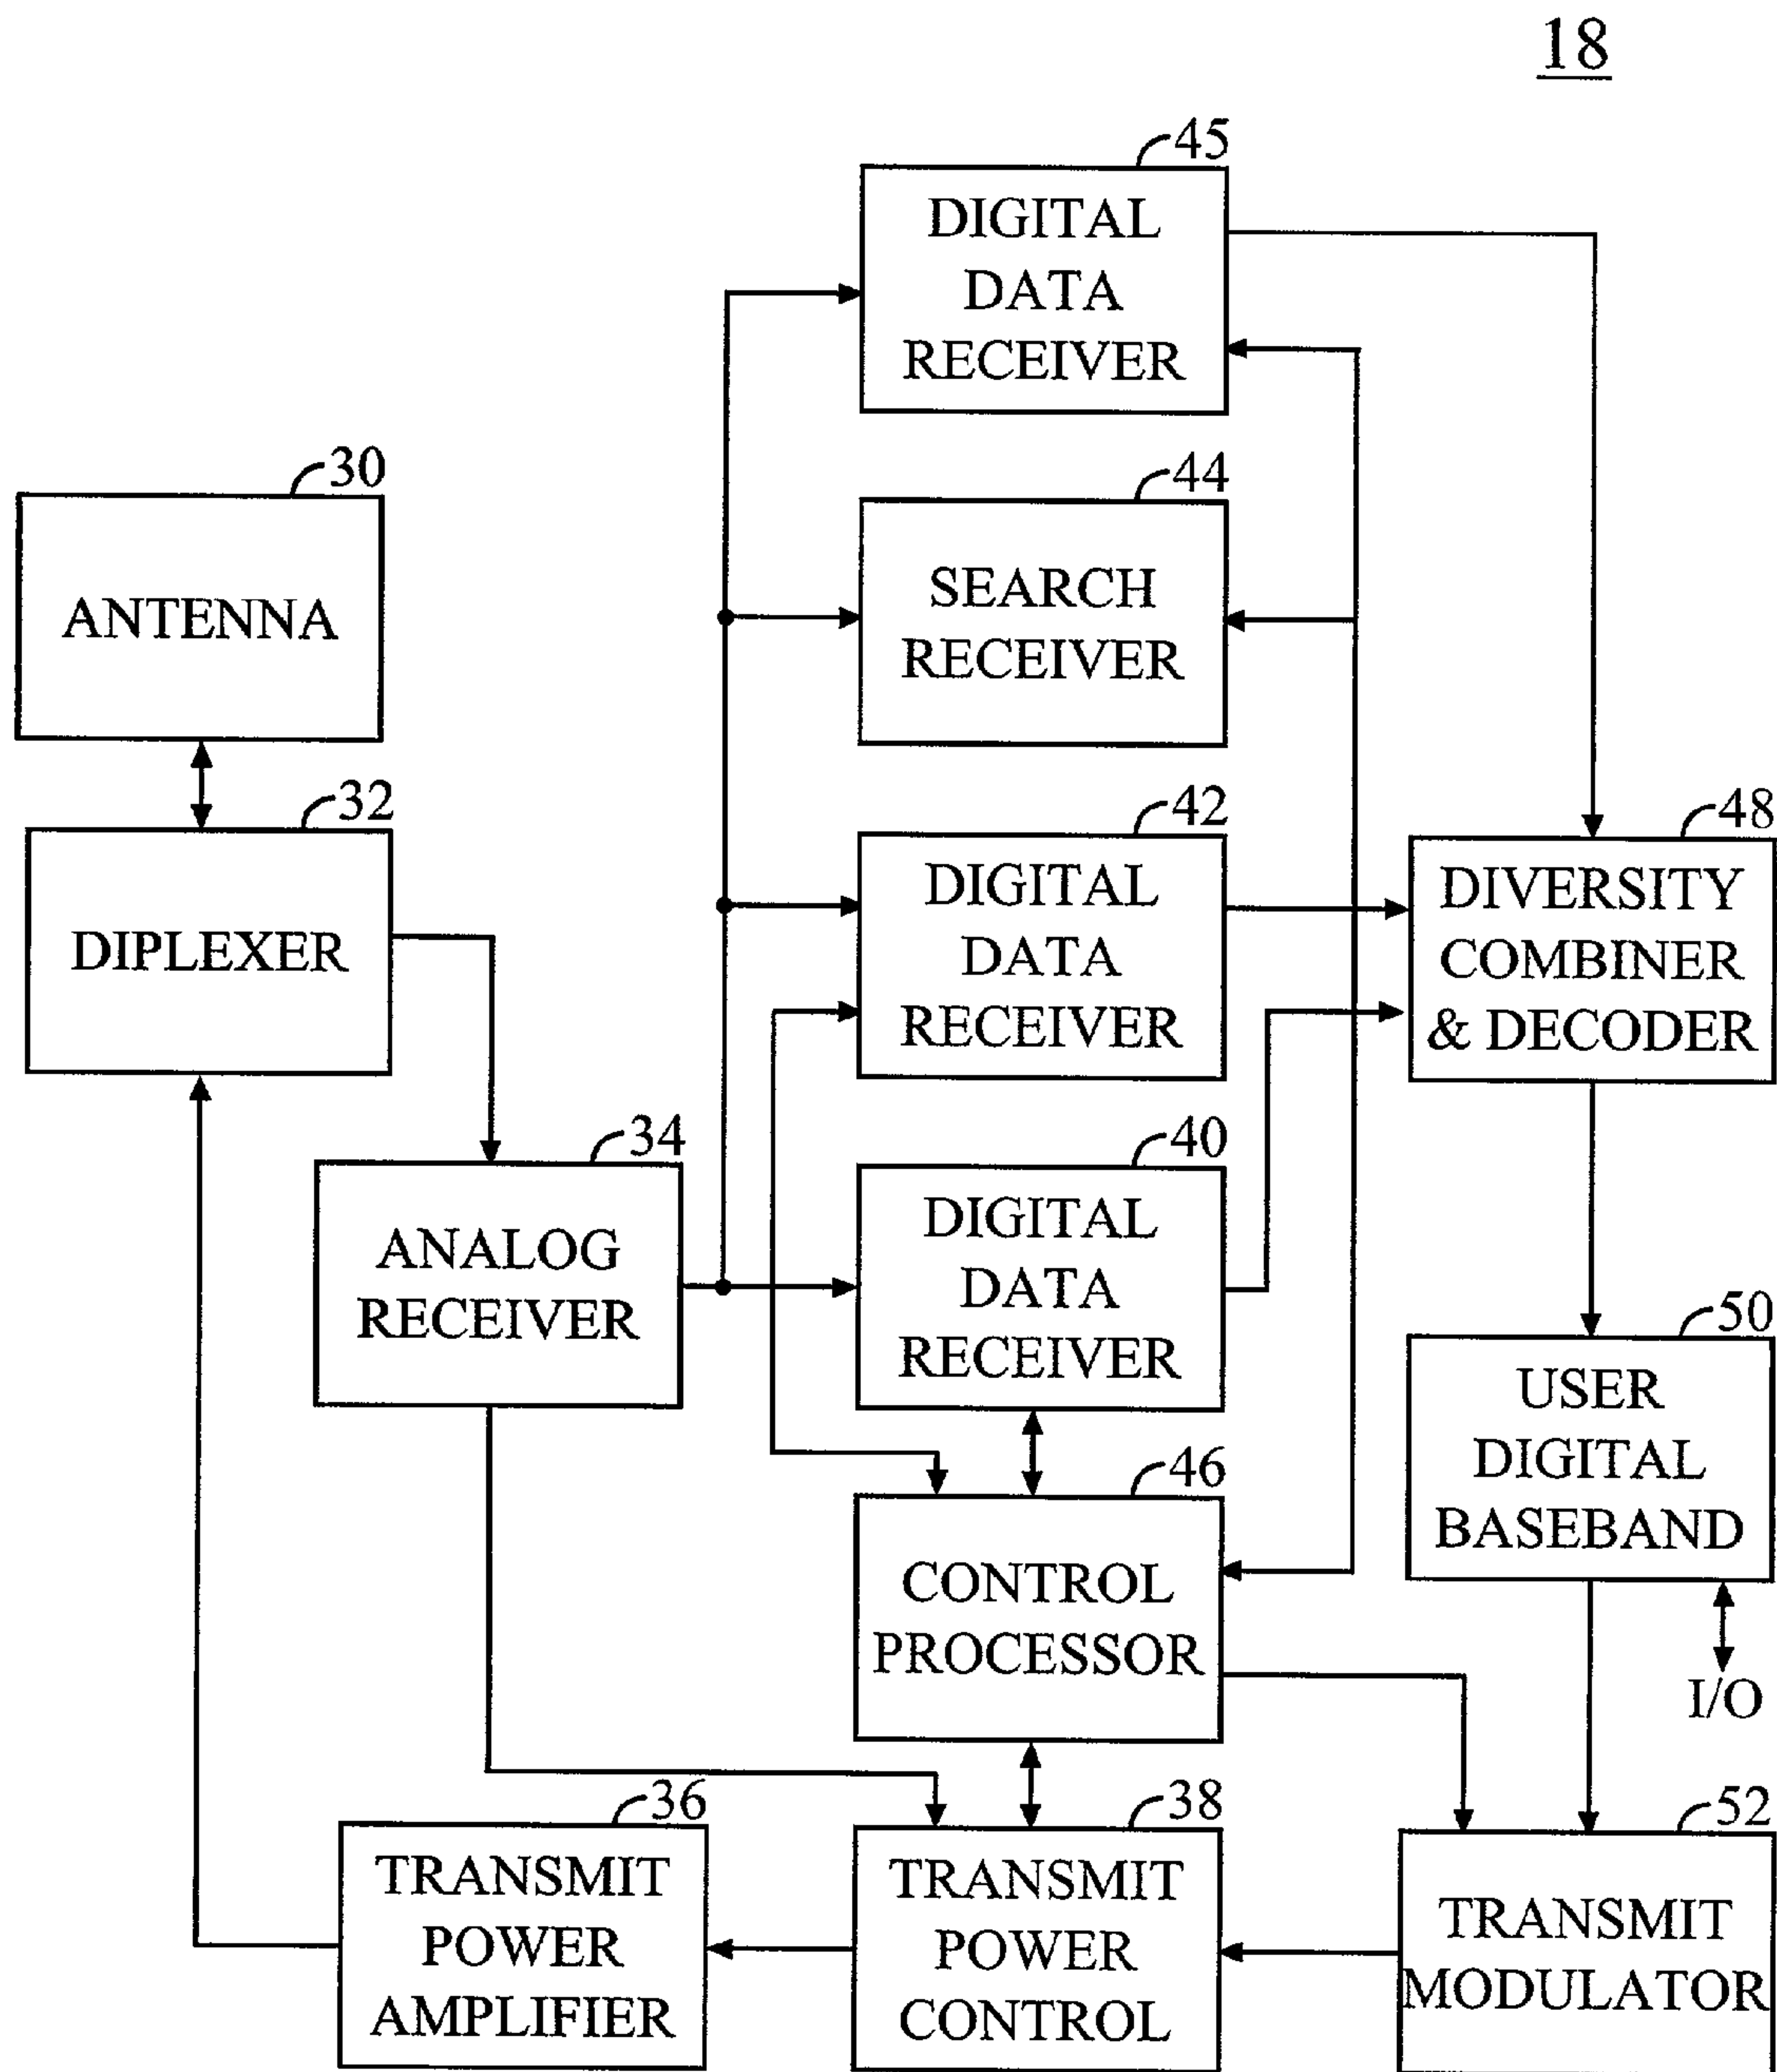 18
45
DIGITAL
DATA
RECEIVER
30
ANTENNA
44
SEARCH
RECEIVER
32
DIPLEXER
42
DIGITAL
DATA
RECEIVER
48
DIVERSITY
COMBINER
& DECODER
34
ANALOG
RECEIVER
40
DIGITAL
DATA
RECEIVER
50
USER
DIGITAL
BASEBAND
I/O
46
CONTROL
PROCESSOR
36
TRANSMIT
POWER
AMPLIFIER
38
TRANSMIT
POWER
CONTROL
52
TRANSMIT
MODULATOR